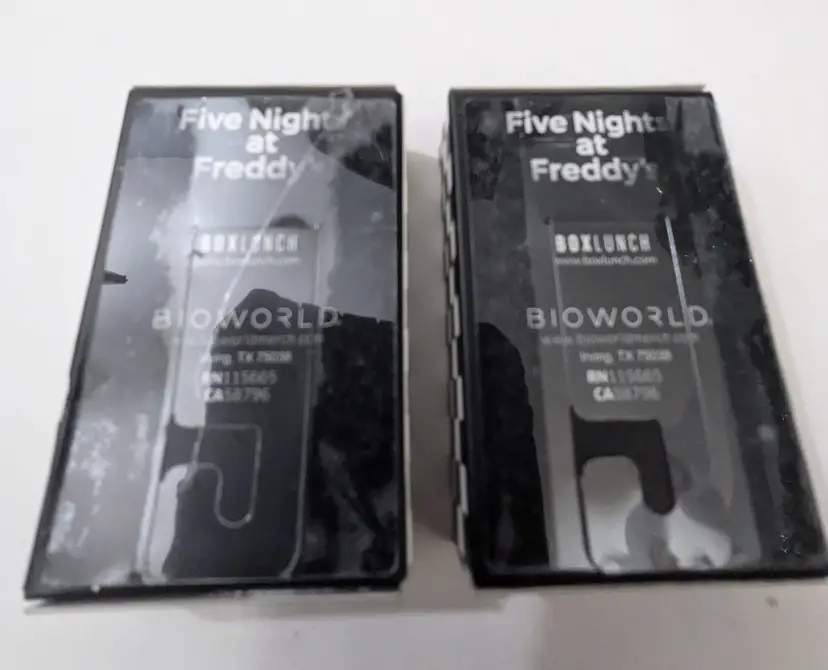 Five Nights
at
Freddy's
BOXLUNCH
www.boxlunch.com
BIOWORLD
www.bioworldmerch.com
Irving, TX 75038
RN115665
CA58796
Five Nights
at
Freddy's
BOXLUNCH
www.boxlunch.com
BIOWORLD
www.bioworldmerch.com
Irving, TX 75038
RN115665
CA58796